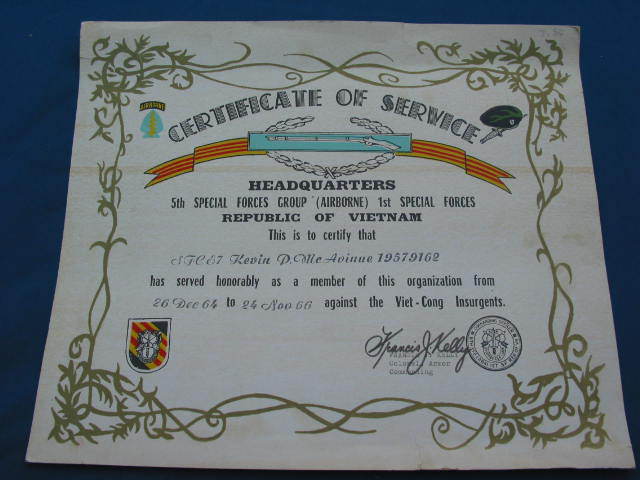 AIRBORNE
CERTIFICATE OF SERVICE
HEADQUARTERS
5th SPECIAL FORCES GROUP (AIRBORNE) 1st SPECIAL FORCES
REPUBLIC OF VIETNAM
This is to certify that
SFC E7 Kevin P. Mc Avinue 19579162
has served honorably as a member of this organization from
26 Dec 64 to 24 Nov 66 against the Viet-Cong Insurgents.
Francis J. Kelly
FRANCIS J KELLY
Colonel, Armor
Commanding